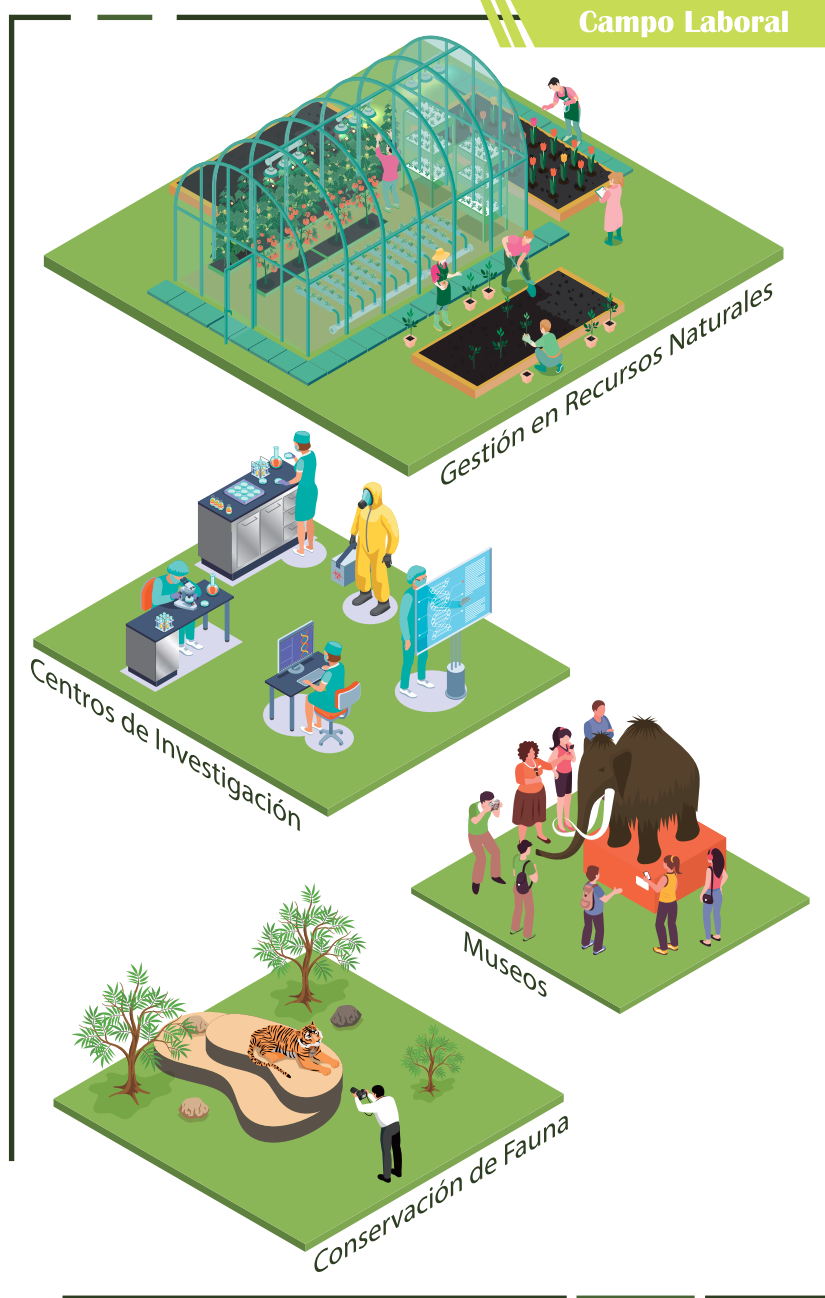 Campo Laboral
Gestión en Recursos Naturales
Centros de Investigación
Museos
Conservación de Fauna